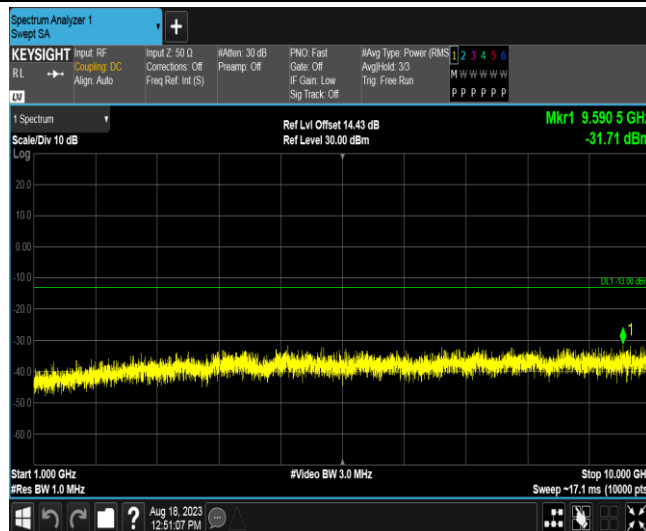 Spectrum Analyzer 1
Swept SA
+
KEYSIGHT
RL
LXI
Input: RF
Coupling: DC
Align: Auto
Input Z: 50 Ω
Corrections: Off
Freq Ref: Int (S)
#Atten: 30 dB
Preamp: Off
PNO: Fast
Gate: Off
IF Gain: Low
Sig Track: Off
#Avg Type: Power (RMS
Avg|Hold: 3/3
Trig: Free Run
1 2 3 4 5 6
M W W W W W
P P P P P P
1 Spectrum
Scale/Div 10 dB
Log
Ref Lvl Offset 14.43 dB
Ref Level 30.00 dBm
Mkr1 9.590 5 GHz
-31.71 dBm
20.0
10.0
0.00
-10.0
DL1 -13.00 dBm
-20.0
-30.0
1
-40.0
-50.0
-60.0
Start 1.000 GHz
#Res BW 1.0 MHz
#Video BW 3.0 MHz
Stop 10.000 GHz
Sweep ~17.1 ms (10000 pts
?
Aug 18, 2023
12:51:07 PM